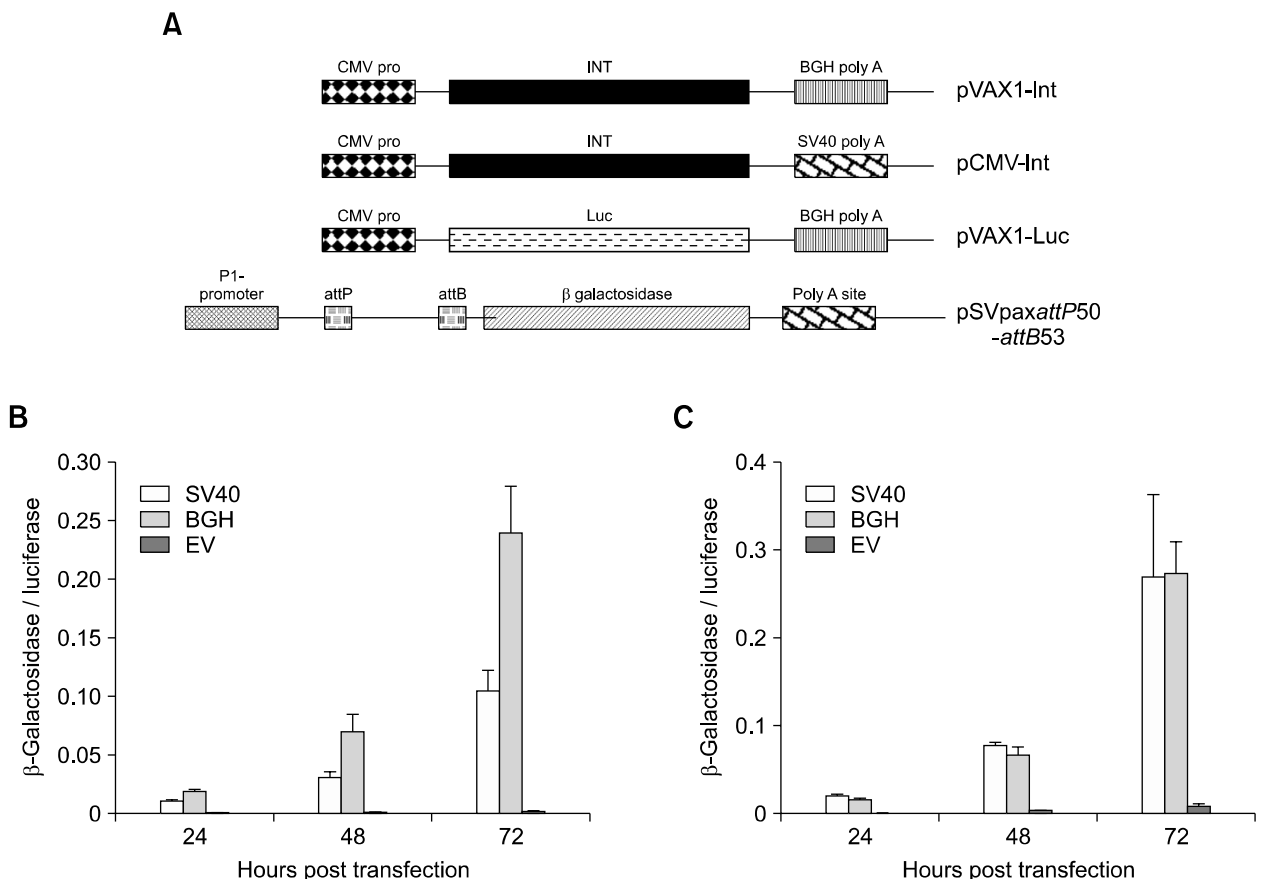 A
CMV pro INT BGH poly A pVAX1-Int
CMV pro INT SV40 poly A pCMV-Int
CMV pro Luc BGH poly A pVAX1-Luc
P1-
promoter attP attB β galactosidase Poly A site pSVpaxattP50
-attB53
B
β-Galactosidase / luciferase
0.30
0.25
0.20
0.15
0.10
0.05
0
SV40
BGH
EV
24 48 72
Hours post transfection
C
β-Galactosidase / luciferase
0.4
0.3
0.2
0.1
0
SV40
BGH
EV
24 48 72
Hours post transfection